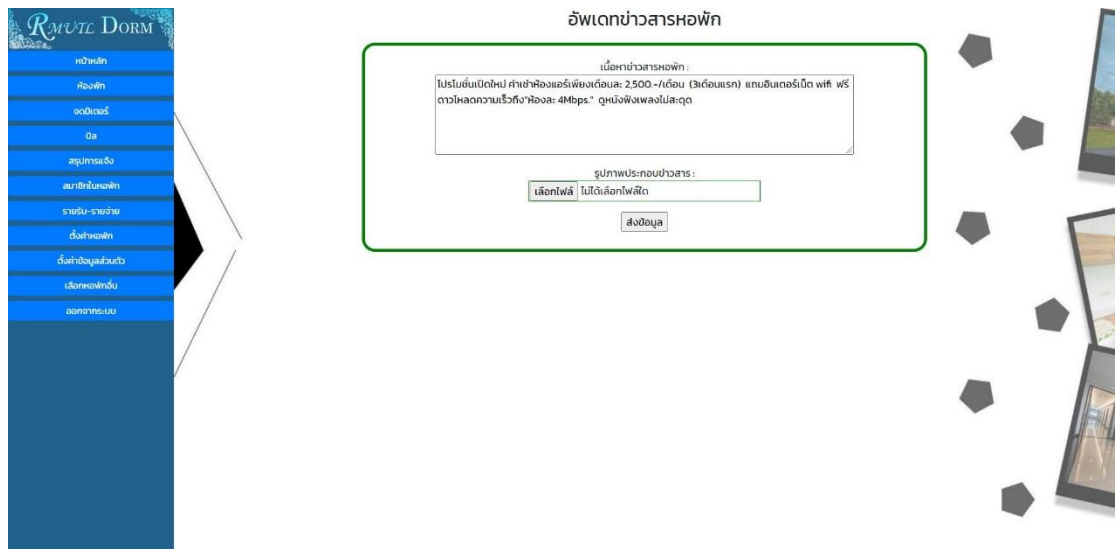 RMUTL DORM
หน้าหลัก
ห้องพัก
จดมิเตอร์
บิล
สรุปการแจ้ง
สมาชิกในหอพัก
รายรับ-รายจ่าย
ตั้งค่าหอพัก
ตั้งค่าข้อมูลส่วนตัว
เลือกหอพักอื่น
ออกจากระบบ
อัพเดทข่าวสารหอพัก
เนื้อหาข่าวสารหอพัก :
โปรโมชั่นเปิดใหม่ ค่าเช่าห้องแอร์เพียงเดือนละ 2,500.-/เดือน (3เดือนแรก) แถมอินเตอร์เน็ต wifi ฟรี
ดาวโหลดความเร็วถึง"ห้องละ 4Mbps." ดูหนังฟังเพลงไม่สะดุด
รูปภาพประกอบข่าวสาร :
เลือกไฟล์ ไม่ได้เลือกไฟล์ใด
ส่งข้อมูล